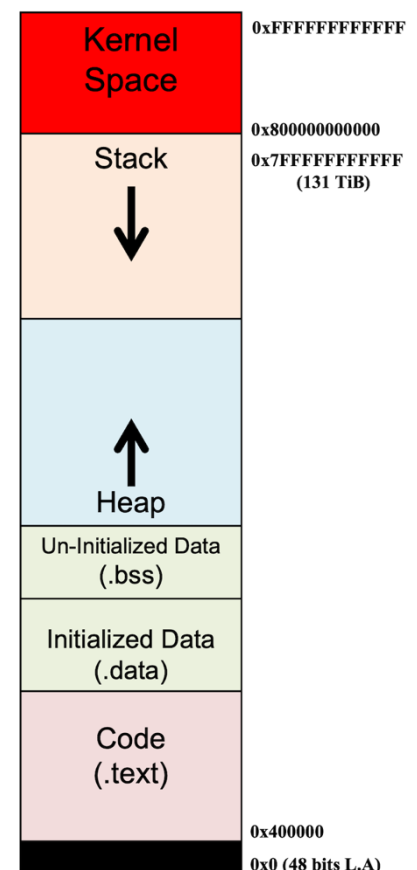 Kernel
Space
0xFFFFFFFFFFFF
0x800000000000
Stack
0x7FFFFFFFFFFF
(131 TiB)
Heap
Un-Initialized Data
(.bss)
Initialized Data
(.data)
Code
(.text)
0x400000
0x0 (48 bits L.A)